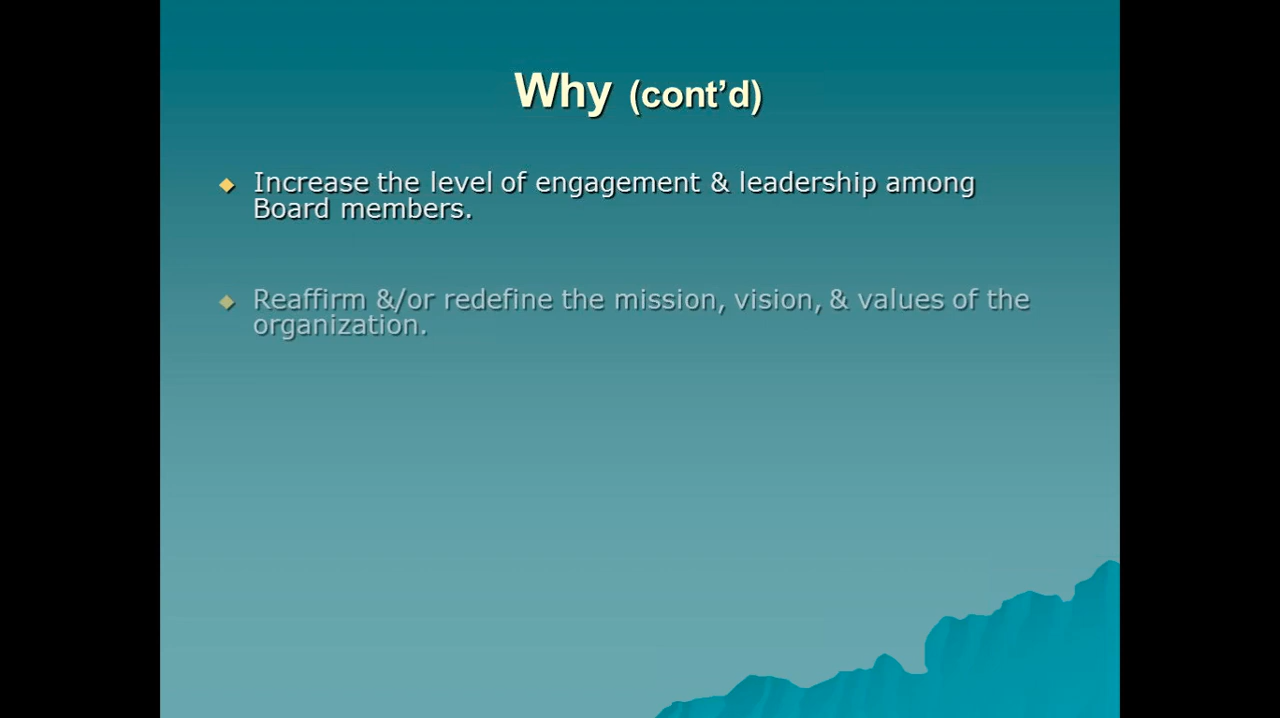 Why (cont’d)
Increase the level of engagement & leadership among
Board members.
Reaffirm &/or redefine the mission, vision, & values of the
organization.